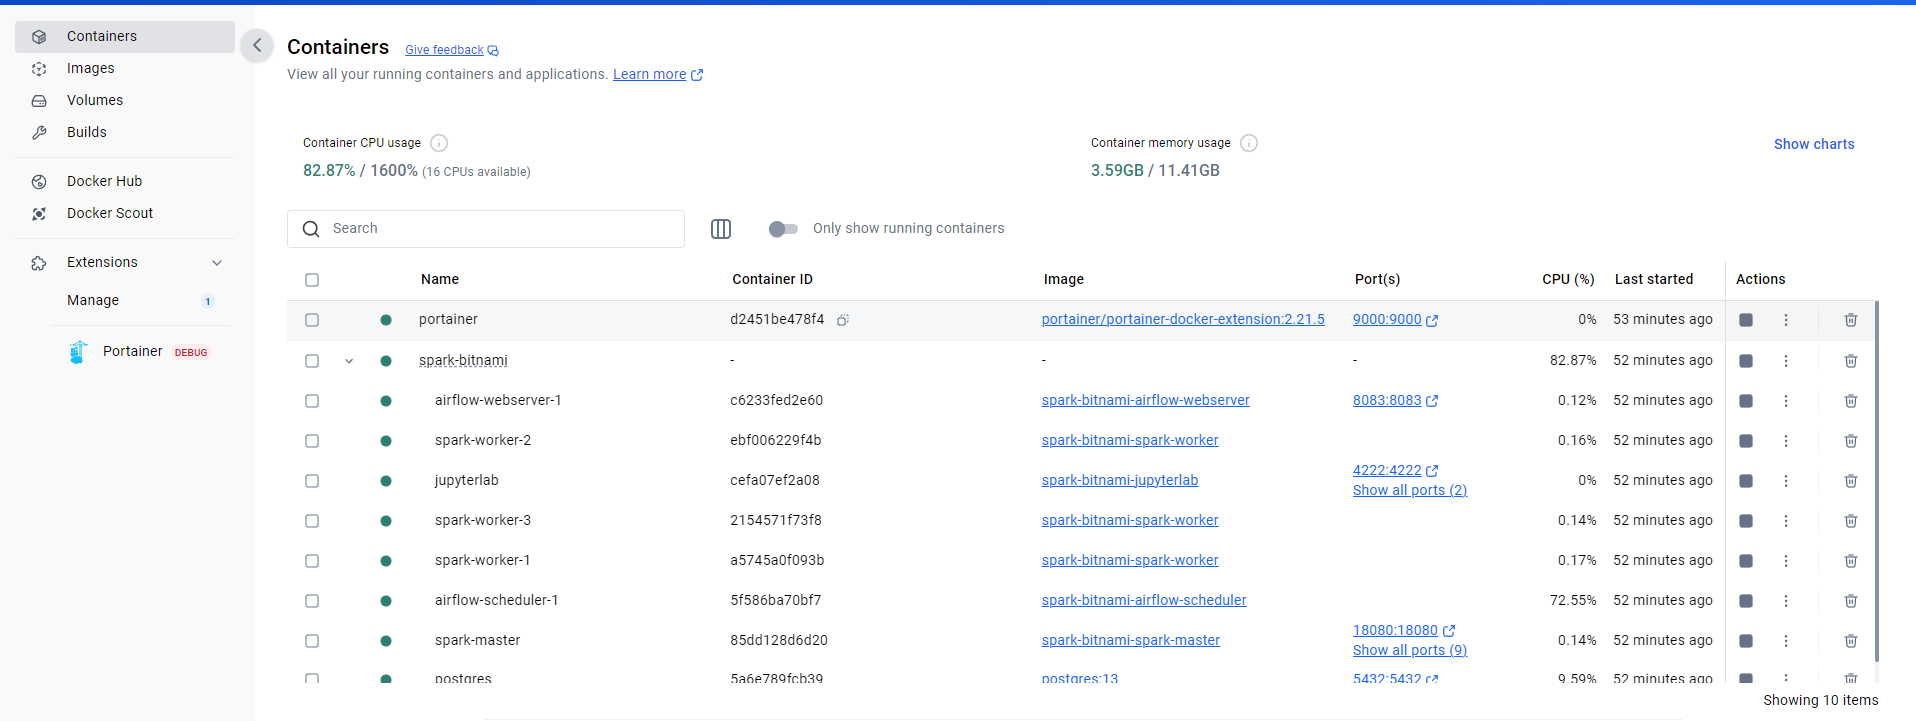 Containers
Images
Volumes
Builds
Docker Hub
Docker Scout
Extensions
Manage 1
Portainer DEBUG
Containers Give feedback
View all your running containers and applications. Learn more
Container CPU usage
82.87% / 1600% (16 CPUs available)
Container memory usage
3.59GB / 11.41GB
Show charts
Search
Only show running containers
Name Container ID Image Port(s) CPU (%) Last started Actions
portainer d2451be478f4 portainer/portainer-docker-extension:2.21.5 9000:9000 0% 53 minutes ago
spark-bitnami - - - 82.87% 52 minutes ago
airflow-webserver-1 c6233fed2e60 spark-bitnami-airflow-webserver 8083:8083 0.12% 52 minutes ago
spark-worker-2 ebf006229f4b spark-bitnami-spark-worker 0.16% 52 minutes ago
jupyterlab cefa07ef2a08 spark-bitnami-jupyterlab 4222:4222 0% 52 minutes ago
Show all ports (2)
spark-worker-3 2154571f73f8 spark-bitnami-spark-worker 0.14% 52 minutes ago
spark-worker-1 a5745a0f093b spark-bitnami-spark-worker 0.17% 52 minutes ago
airflow-scheduler-1 5f586ba70bf7 spark-bitnami-airflow-scheduler 72.55% 52 minutes ago
spark-master 85dd128d6d20 spark-bitnami-spark-master 18080:18080 0.14% 52 minutes ago
Show all ports (9)
postgres 5a6e789fcb39 postgres:13 5432:5432 9.59% 52 minutes ago
Showing 10 items